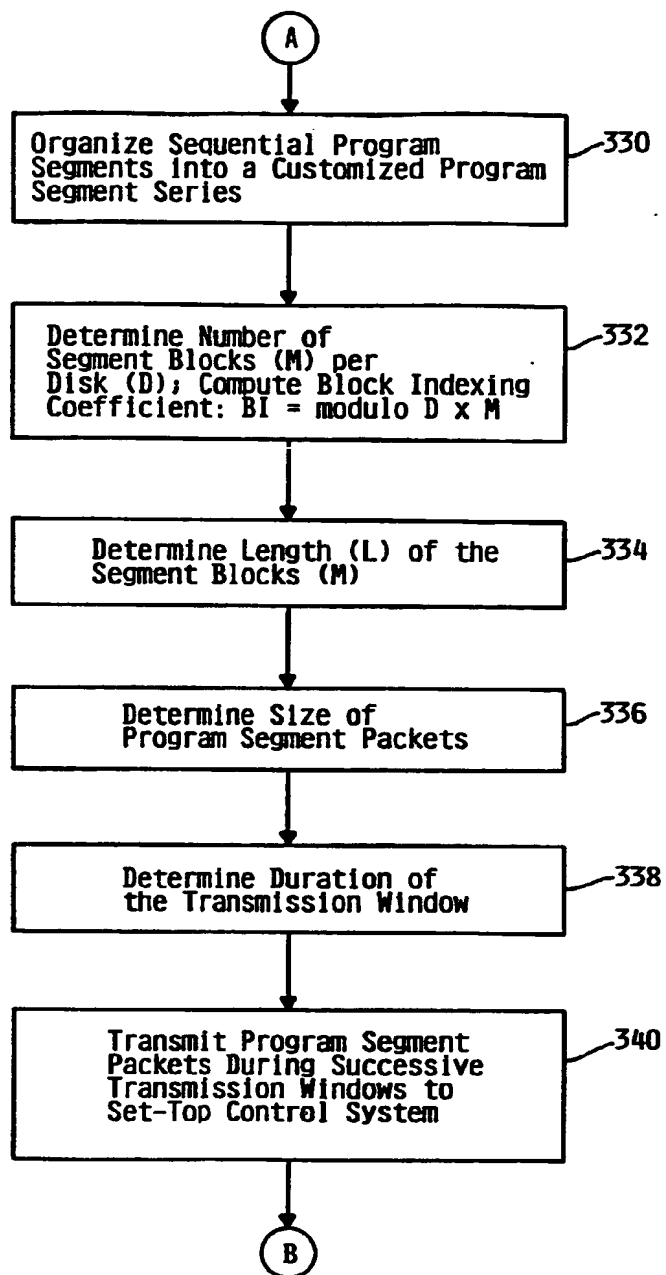 A
Organize Sequential Program
Segments into a Customized Program
Segment Series
330
Determine Number of
Segment Blocks (M) per
Disk (D); Compute Block Indexing
Coefficient: BI = modulo D x M
332
Determine Length (L) of the
Segment Blocks (M)
334
Determine Size of
Program Segment Packets
336
Determine Duration of
the Transmission Window
338
Transmit Program Segment
Packets During Successive
Transmission Windows to
Set-Top Control System
340
B